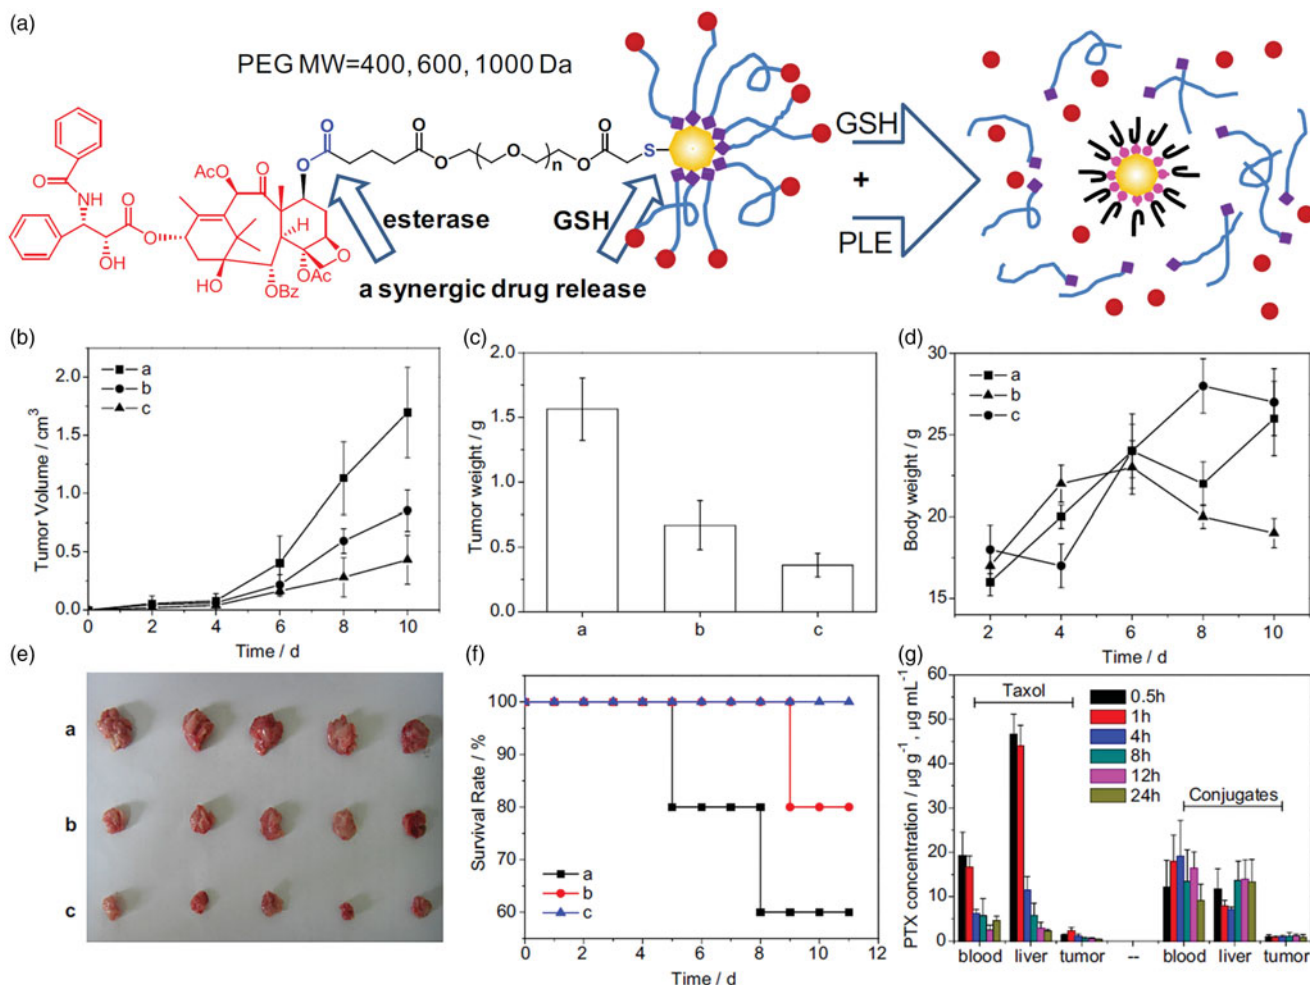 (a)
PEG MW=400, 600, 1000 Da
O
O
O
O
O
O
O
O
n
S
O
NH
O
O
OH
AcO
O
H
HO
OBz
OAc
O
esterase
GSH
a synergic drug release
GSH
+
PLE
(b)
Tumor Volume / cm3
2.0
1.5
1.0
0.5
0.0
a
b
c
0 2 4 6 8 10
Time / d
(c)
Tumor weight / g
2.0
1.5
1.0
0.5
0.0
a b c
(d)
Body weight / g
30
25
20
15
a
b
c
2 4 6 8 10
Time / d
(e)
a
b
c
(f)
Survival Rate / %
100
90
80
70
60
a
b
c
0 2 4 6 8 10 12
Time / d
(g)
PTX concentration / µg g-1, µg mL-1
60
50
40
30
20
10
0
Taxol
0.5h
1h
4h
8h
12h
24h
Conjugates
blood liver tumor -- blood liver tumor